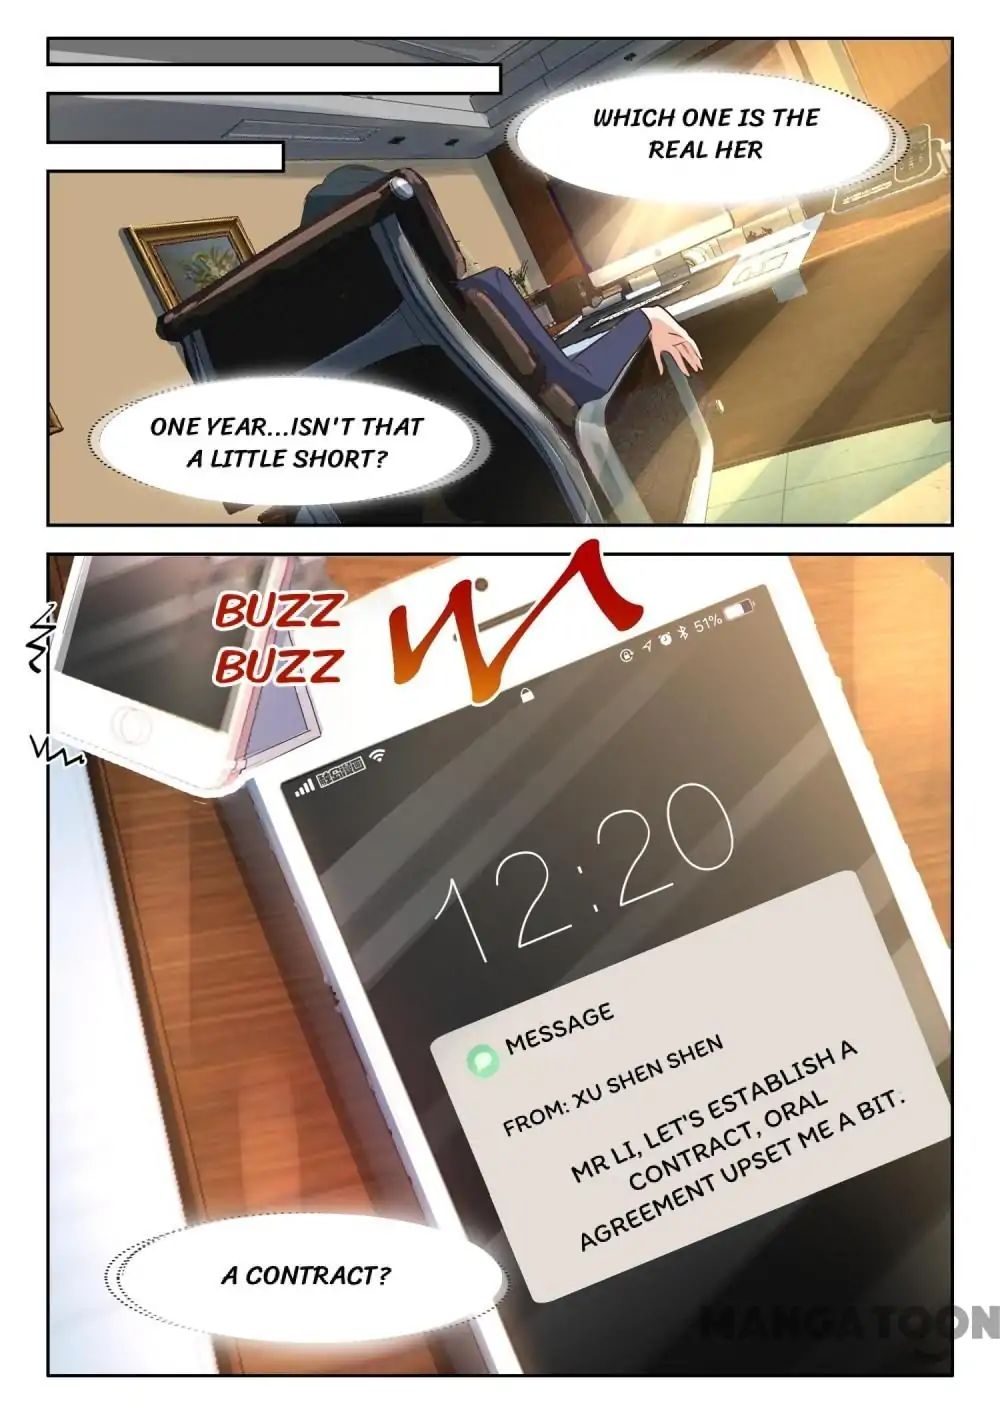 WHICH ONE IS THE
REAL HER
ONE YEAR...ISN'T THAT
A LITTLE SHORT?
BUZZ
BUZZ
51%
12:20
MESSAGE
FROM: XU SHEN SHEN
MR LI, LET'S ESTABLISH A
CONTRACT, ORAL
AGREEMENT UPSET ME A BIT.
A CONTRACT?
MANGATOON